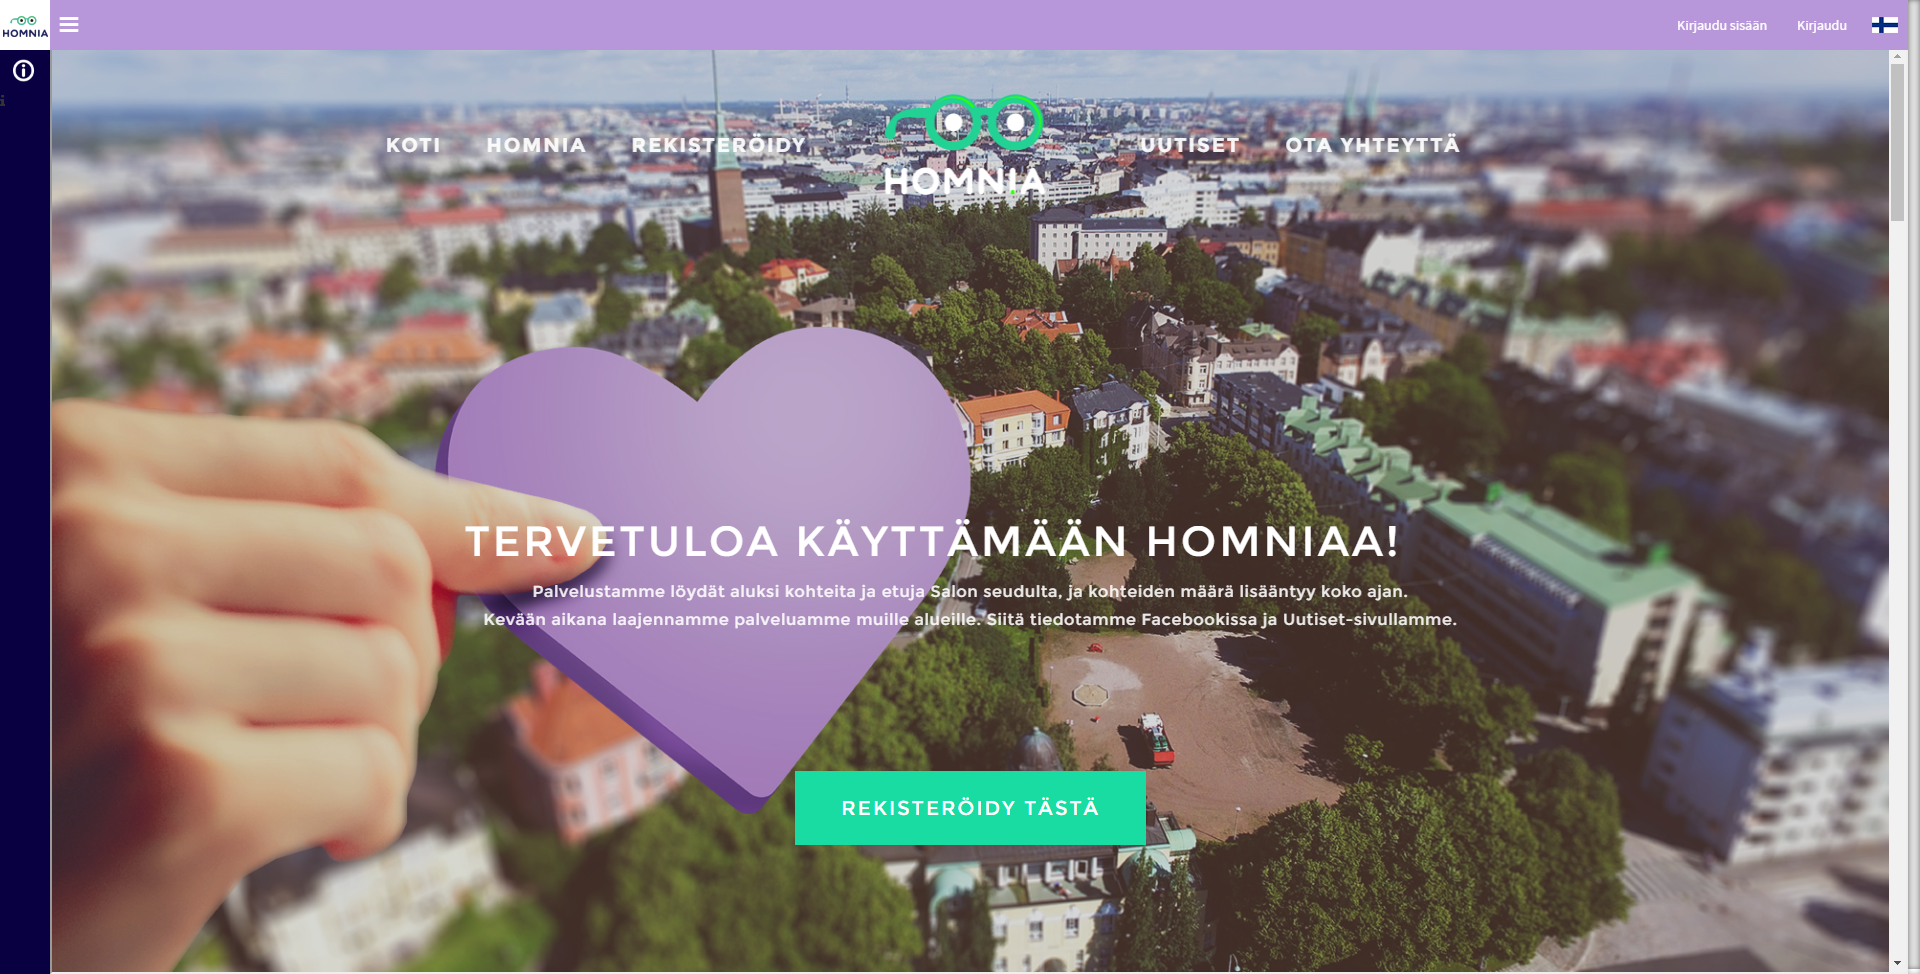 HOMNIA
Kirjaudu sisään
Kirjaudu
KOTI
HOMNIA
REKISTERÖIDY
HOMNIA
UUTISET
OTA YHTEYTTÄ
TERVETULOA KÄYTTÄMÄÄN HOMNIAA!
Palvelustamme löydät aluksi kohteita ja etuja Salon seudulta, ja kohteiden määrä lisääntyy koko ajan.
Kevään aikana laajennamme palveluamme muille alueille. Siitä tiedotamme Facebookissa ja Uutiset-sivullamme.
REKISTERÖIDY TÄSTÄ